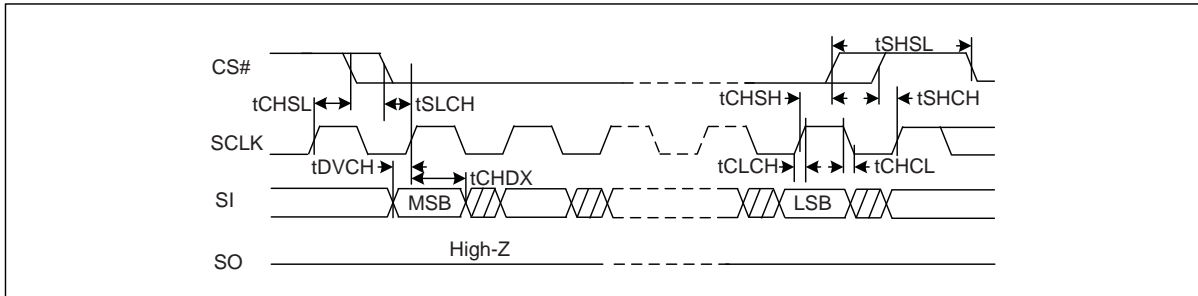 tSHSL
CS#
tCHSL
tSLCH
tCHSH
tSHCH
SCLK
tDVCH
tCHDX
tCLCH
tCHCL
SI
MSB
LSB
High-Z
SO